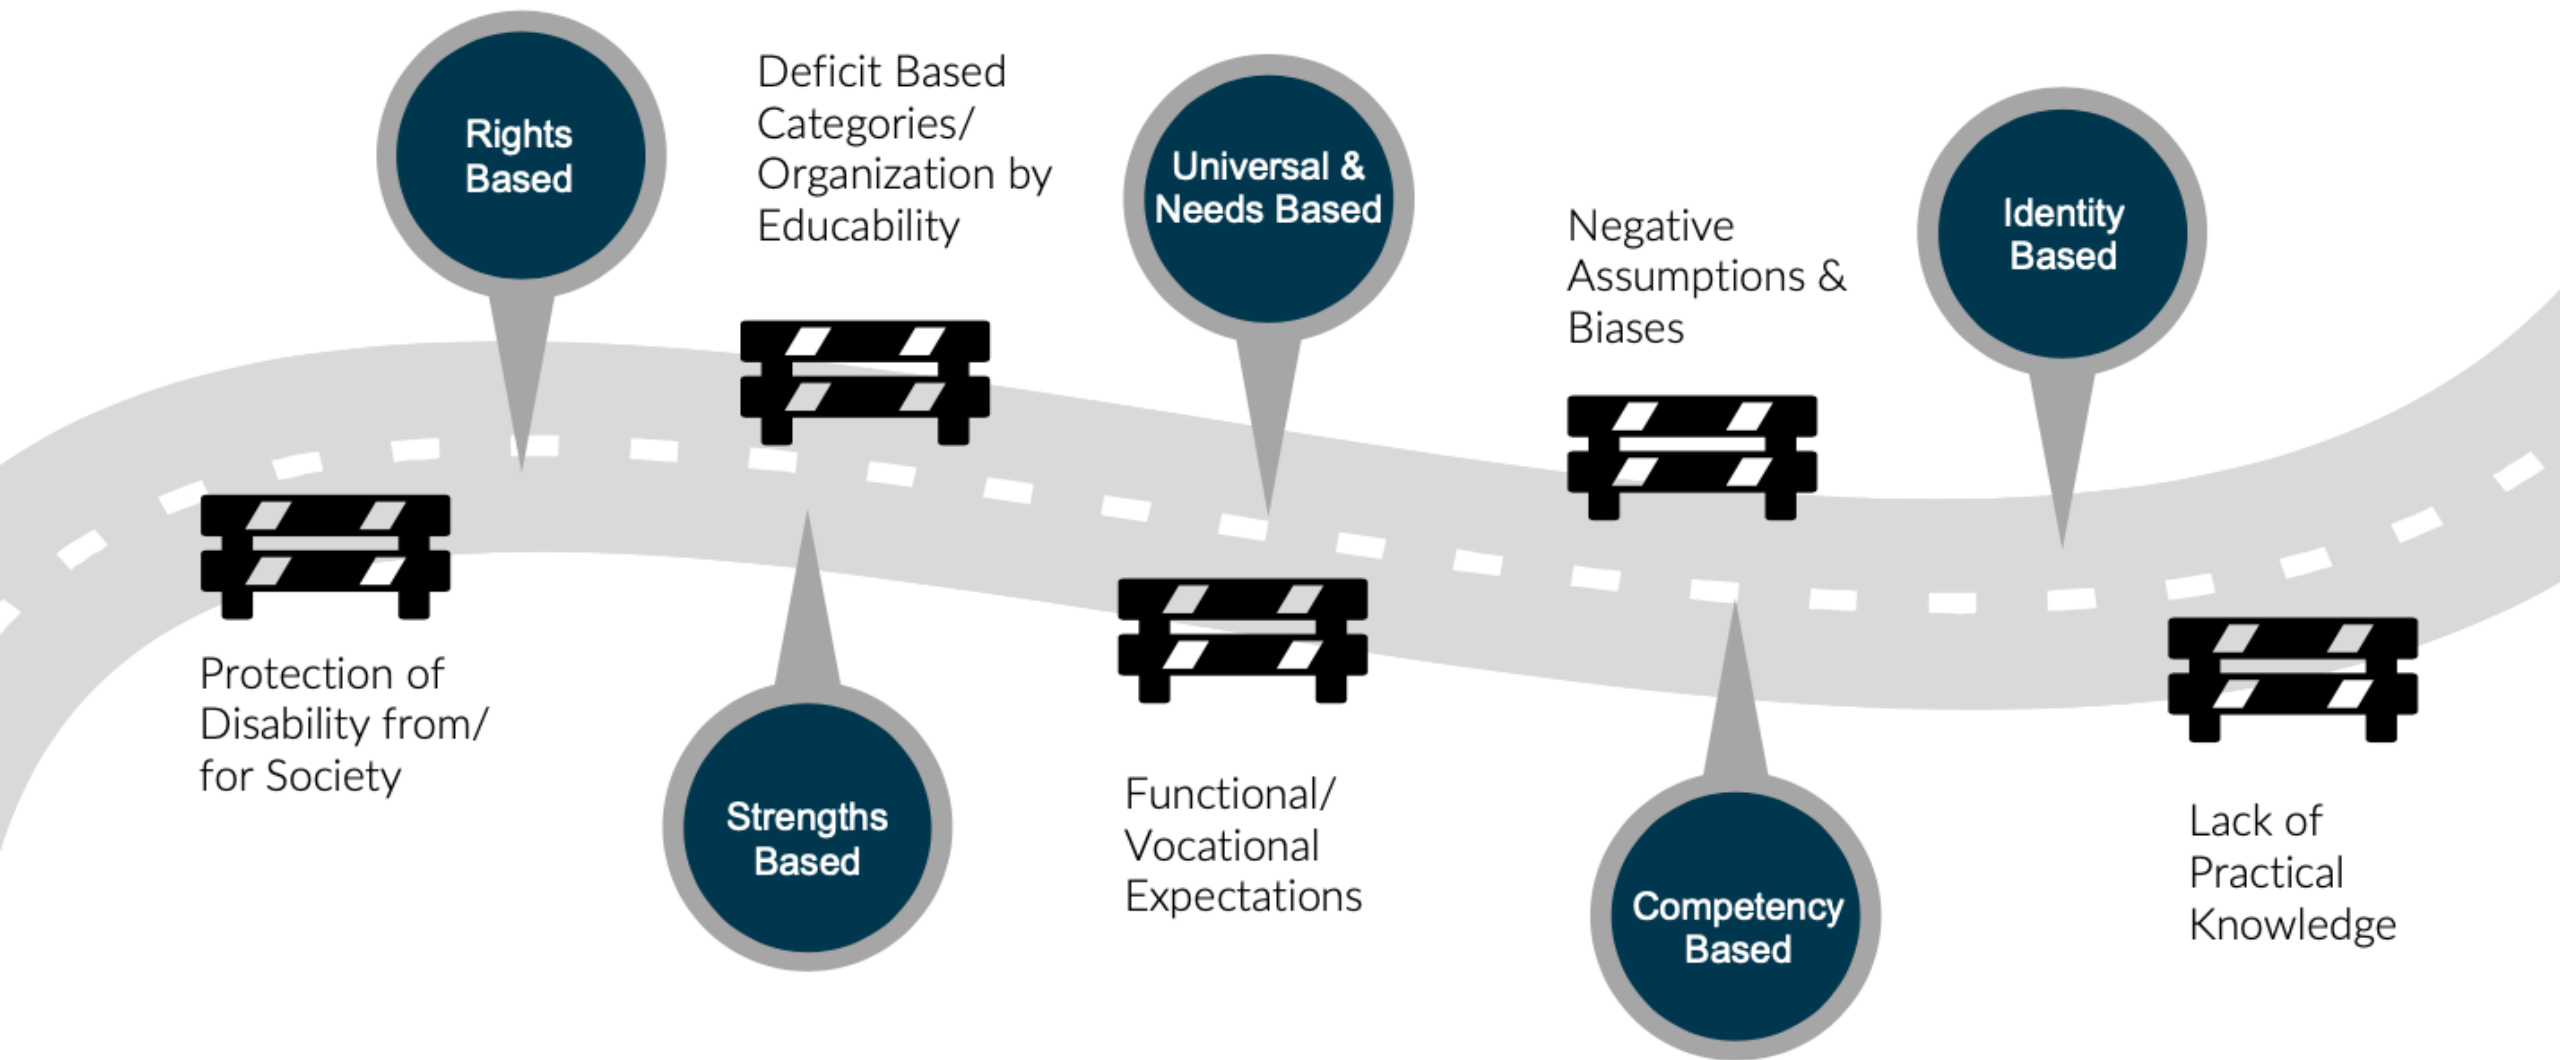 Rights
Based
Deficit Based
Categories/
Organization by
Educability
Universal &
Needs Based
Negative
Assumptions &
Biases
Identity
Based
Protection of
Disability from/
for Society
Strengths
Based
Functional/
Vocational
Expectations
Competency
Based
Lack of
Practical
Knowledge